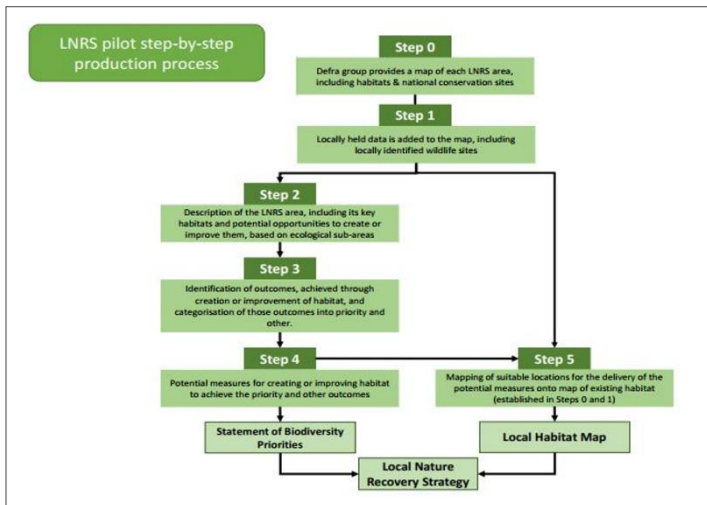 LNRS pilot step-by-step
production process
Step 0
Defra group provides a map of each LNRS area,
including habitats & national conservation sites
Step 1
Locally held data is added to the map, including
locally identified wildlife sites
Step 2
Description of the LNRS area, including its key
habitats and potential opportunities to create or
improve them, based on ecological sub-areas
Step 3
Identification of outcomes, achieved through
creation or improvement of habitat, and
categorisation of those outcomes into priority and
other.
Step 4
Potential measures for creating or improving habitat
to achieve the priority and other outcomes
Step 5
Mapping of suitable locations for the delivery of the
potential measures onto map of existing habitat
(established in Steps 0 and 1)
Statement of Biodiversity
Priorities
Local Habitat Map
Local Nature
Recovery Strategy